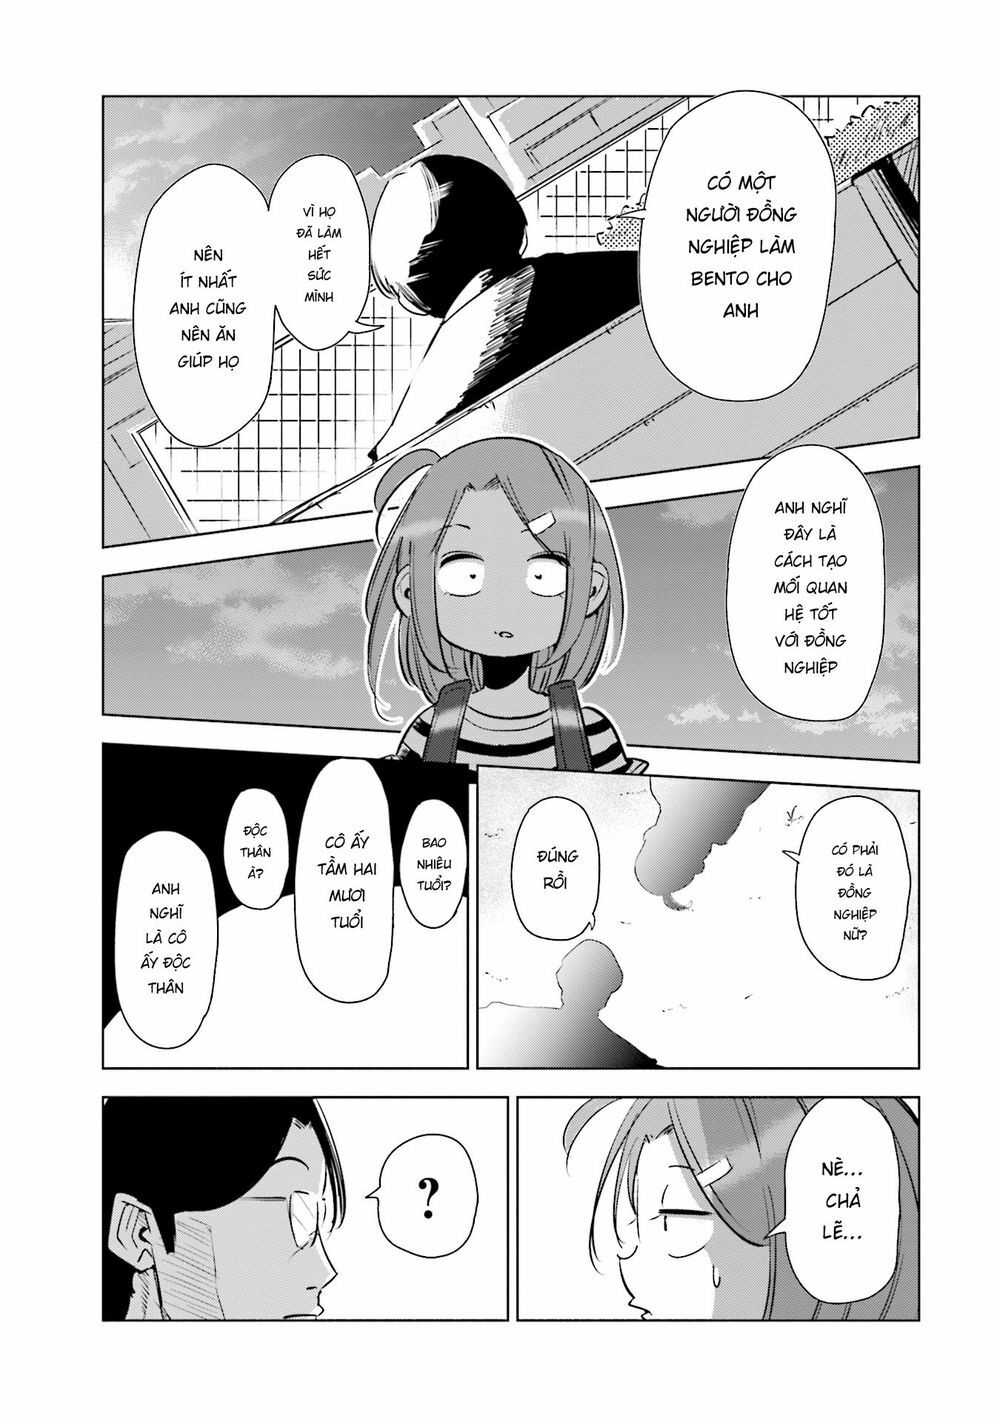 CÓ MỘT
NGƯỜI ĐỒNG
NGHIỆP LÀM
BENTO CHO
ANH
VÌ HỌ
ĐÃ LÀM
HẾT
SỨC
MÌNH
NÊN
ÍT NHẤT
ANH CŨNG
NÊN ĂN
GIÚP HỌ
ANH NGHĨ
ĐÂY LÀ
CÁCH TẠO
MỐI QUAN
HỆ TỐT
VỚI ĐỒNG
NGHIỆP
CÓ PHẢI
ĐÓ LÀ
ĐỒNG
NGHIỆP
NỮ?
ĐÚNG
RỒI
BAO
NHIÊU
TUỔI?
CÔ ẤY
TẦM HAI
MƯƠI
TUỔI
ĐỘC
THÂN
À?
ANH
NGHĨ
LÀ CÔ
ẤY ĐỘC
THÂN
NÈ...
CHẢ
LẼ...
?